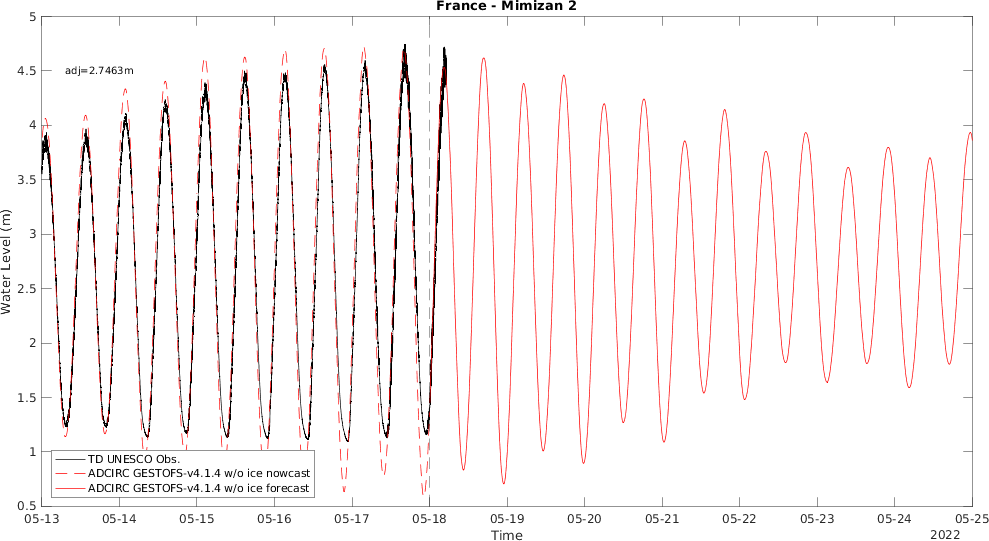 France - Mimizan 2
5
4.5
4
3.5
3
2.5
2
1.5
1
0.5
Water Level (m)
adj=2.7463m
TD UNESCO Obs.
ADCIRC GESTOFS-v4.1.4 w/o ice nowcast
ADCIRC GESTOFS-v4.1.4 w/o ice forecast
05-13 05-14 05-15 05-16 05-17 05-18 05-19 05-20 05-21 05-22 05-23 05-24 05-25
Time
2022